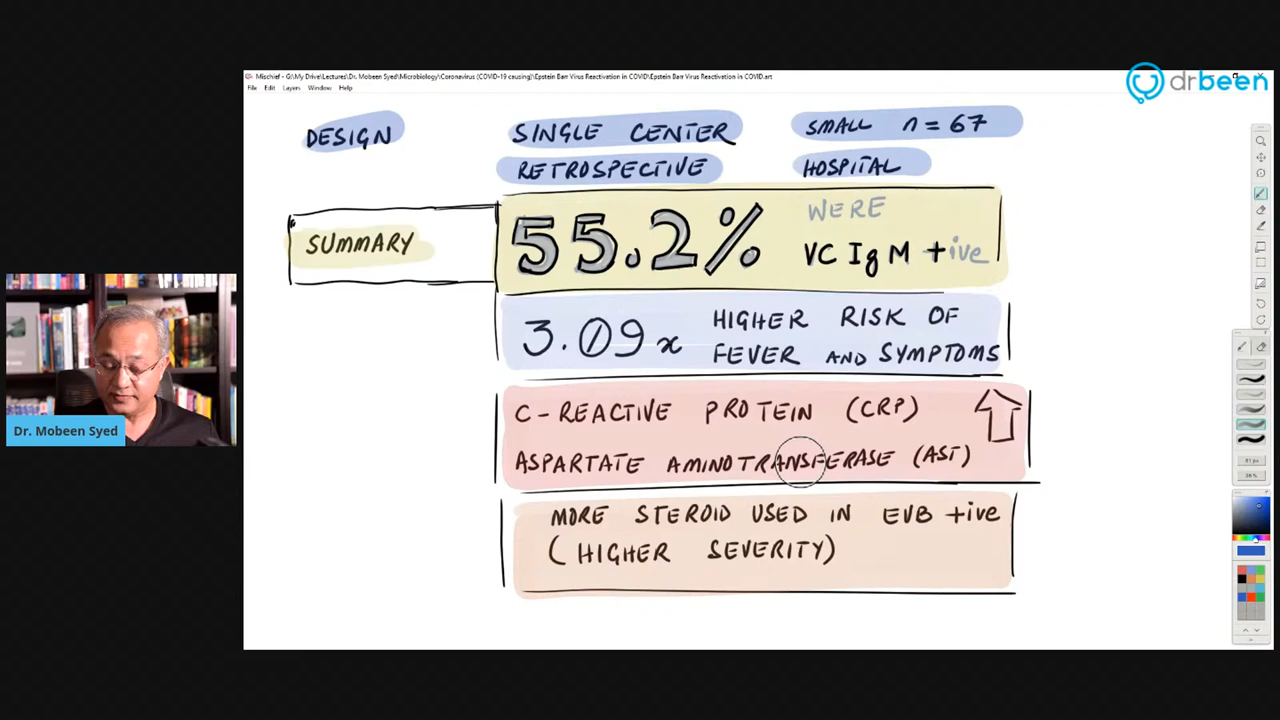 Mischief - G:\My Drive\Lectures\Dr. Mobeen Syed\Microbiology\Coronavirus (COVID-19 causing)\Epstein Barr Virus Reactivation in COVID\Epstein Barr Virus Reactivation in COVID.art
drbeen
File Edit Layers Window Help
DESIGN
SINGLE CENTER
SMALL n = 67
RETROSPECTIVE
HOSPITAL
SUMMARY
55.2%
WERE
VC IgM +ive
3.09x
HIGHER RISK OF
FEVER AND SYMPTOMS
C-REACTIVE PROTEIN (CRP)
ASPARTATE AMINOTRANSFERASE (AST)
MORE STEROID USED IN EVB +ive
(HIGHER SEVERITY)
Dr. Mobeen Syed